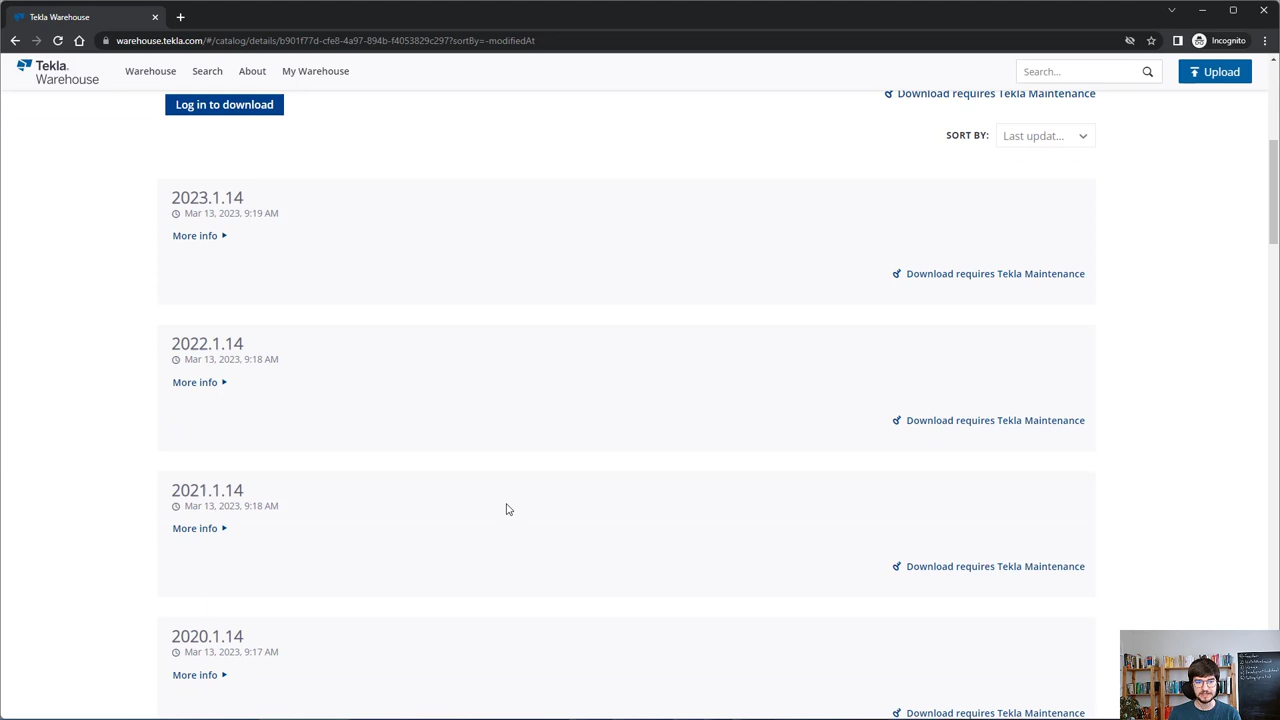 Tekla Warehouse
warehouse.tekla.com/#/catalog/details/b901f77d-cfe8-4a97-894b-f4053829c297?sortBy=-modifiedAt
Incognito
Tekla Warehouse
Warehouse
Search
About
My Warehouse
Search...
Upload
Log in to download
Download requires Tekla Maintenance
SORT BY:
Last updat...
2023.1.14
Mar 13, 2023, 9:19 AM
More info
Download requires Tekla Maintenance
2022.1.14
Mar 13, 2023, 9:18 AM
More info
Download requires Tekla Maintenance
2021.1.14
Mar 13, 2023, 9:18 AM
More info
Download requires Tekla Maintenance
2020.1.14
Mar 13, 2023, 9:17 AM
More info
Download requires Tekla Maintenance